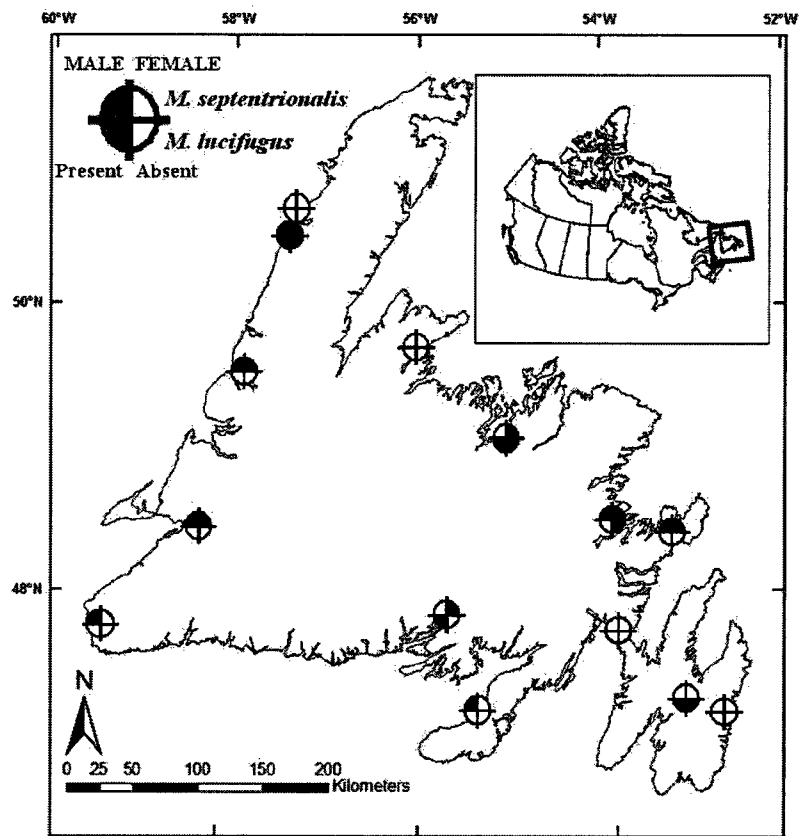 60°W 58°W 56°W 54°W 52°W
MALE FEMALE
M. septentrionalis
M. lucifugus
Present Absent
50°N
48°N
N
0 25 50 100 150 200
Kilometers